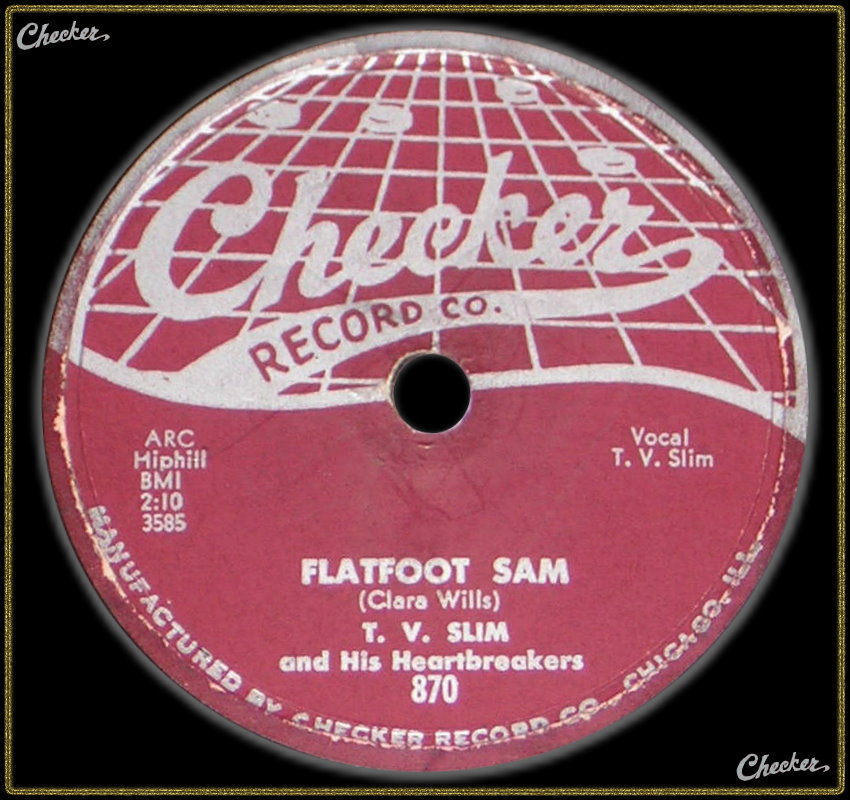 Checker
Checker
RECORD CO.
ARC
Hiphill
BMI
2:10
3585
Vocal
T. V. Slim
FLATFOOT SAM
(Clara Wills)
T. V. SLIM
and His Heartbreakers
870
MANUFACTURED BY CHECKER RECORD CO. CHICAGO, ILL.
Checker